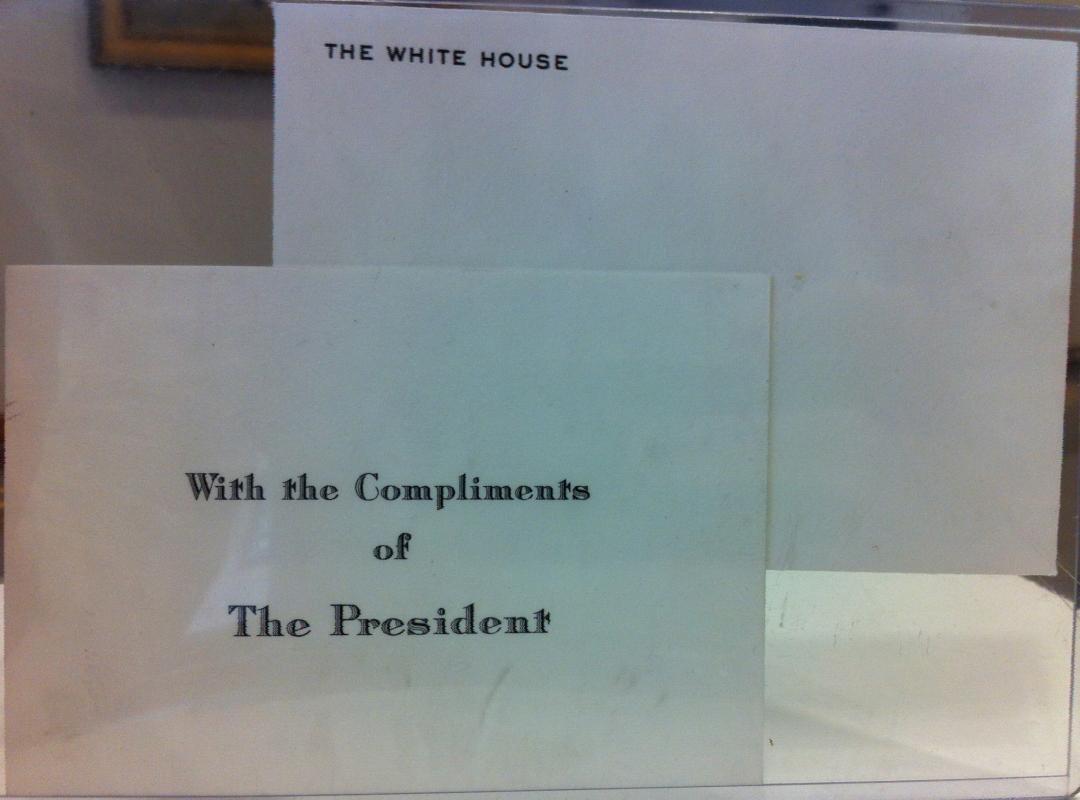 THE WHITE HOUSE
With the Compliments
of
The President